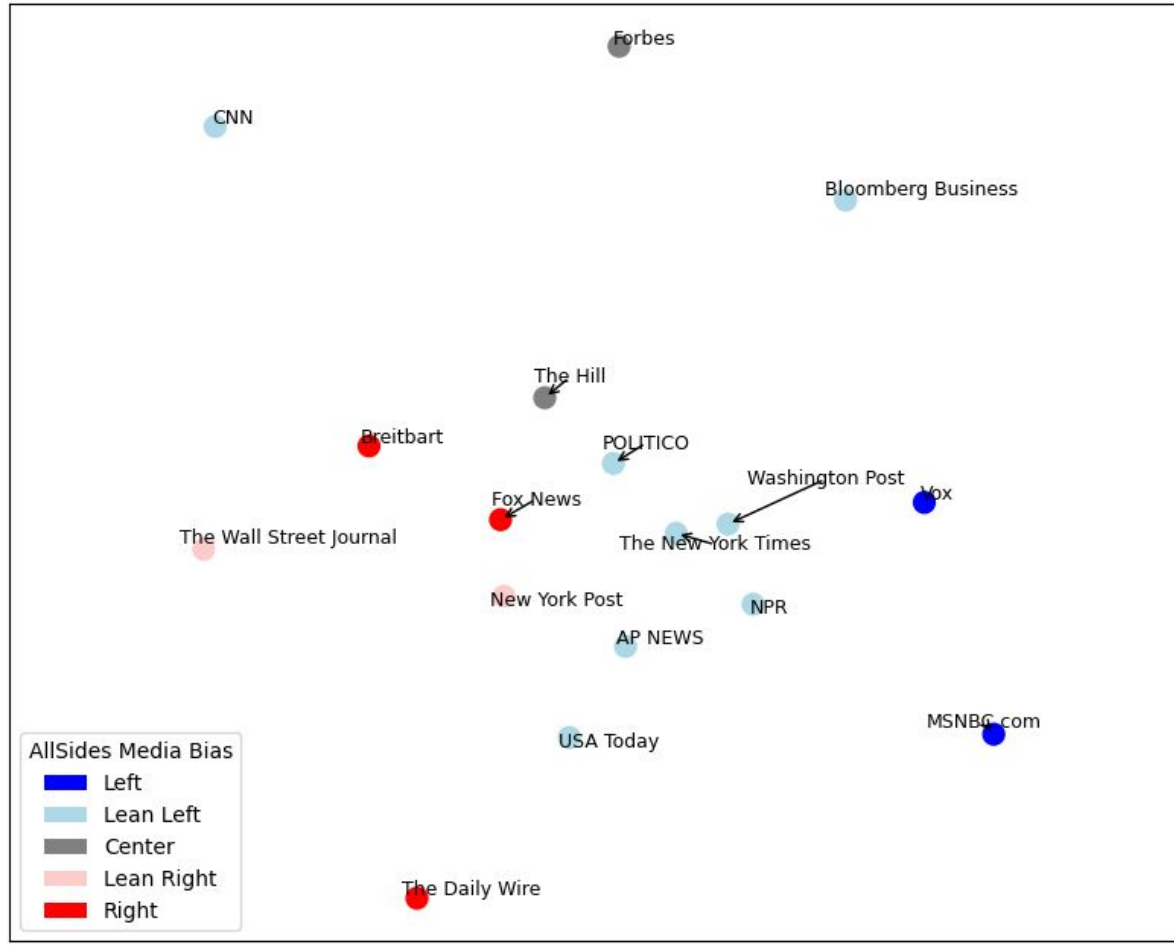 Forbes
CNN
Bloomberg Business
The Hill
Breitbart
POLITICO
Washington Post
Vox
Fox News
The Wall Street Journal
The New York Times
New York Post
NPR
AP NEWS
MSNBC.com
USA Today
AllSides Media Bias
Left
Lean Left
Center
Lean Right
Right
The Daily Wire